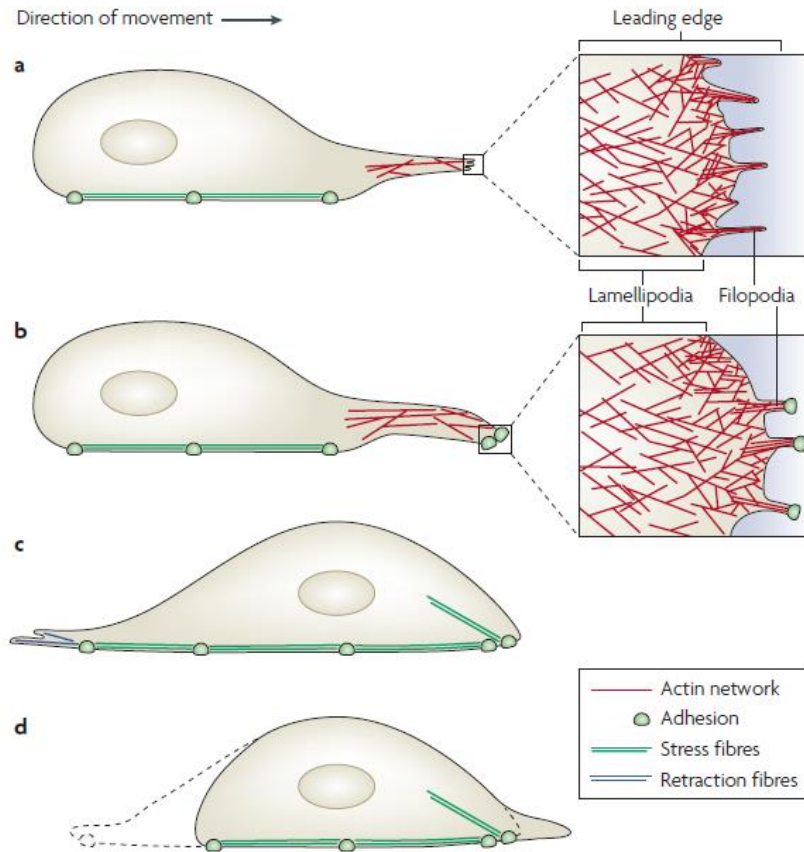 Direction of movement
Leading edge
a
Lamellipodia
Filopodia
b
c
d
Actin network
Adhesion
Stress fibres
Retraction fibres